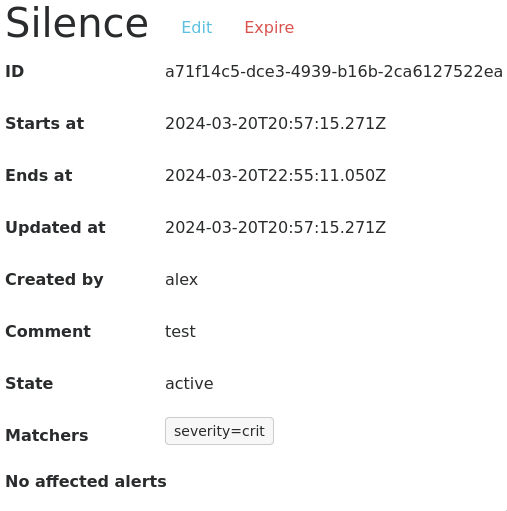 Silence Edit Expire
ID a71f14c5-dce3-4939-b16b-2ca6127522ea
Starts at 2024-03-20T20:57:15.271Z
Ends at 2024-03-20T22:55:11.050Z
Updated at 2024-03-20T20:57:15.271Z
Created by alex
Comment test
State active
Matchers severity=crit
No affected alerts